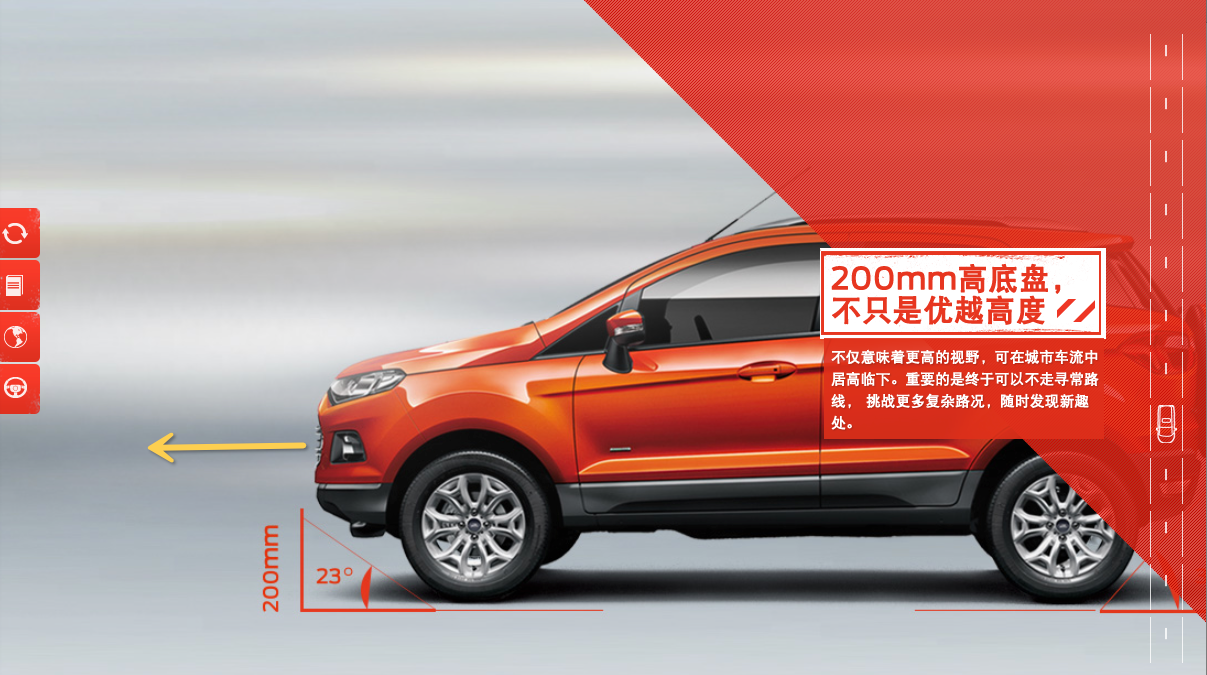 200mm高底盘，
不只是优越高度
不仅意味着更高的视野，可在城市车流中
居高临下。重要的是终于可以不走寻常路
线， 挑战更多复杂路况，随时发现新趣
处。
200mm
23°